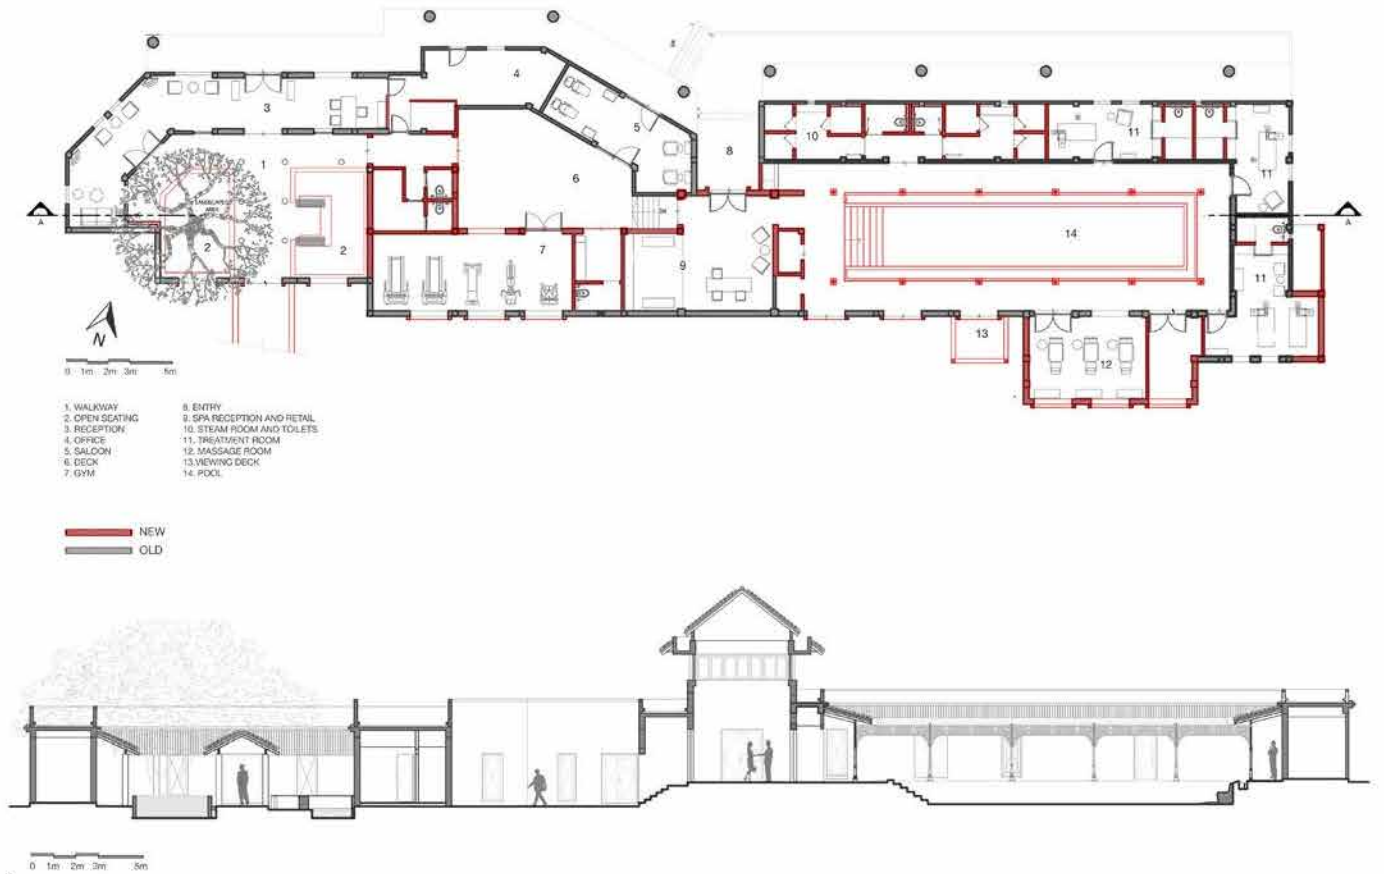 4
3
5
10
11
8
1
6
11
LANDSCAPED
AREA
A
A
2
2
7
14
9
11
13
12
N
0 1m 2m 3m 5m
1. WALKWAY
2. OPEN SEATING
3. RECEPTION
4. OFFICE
5. SALOON
6. DECK
7. GYM
8. ENTRY
9. SPA RECEPTION AND RETAIL
10. STEAM ROOM AND TOILETS
11. TREATMENT ROOM
12. MASSAGE ROOM
13.VIEWING DECK
14. POOL
NEW
OLD
0 1m 2m 3m 5m